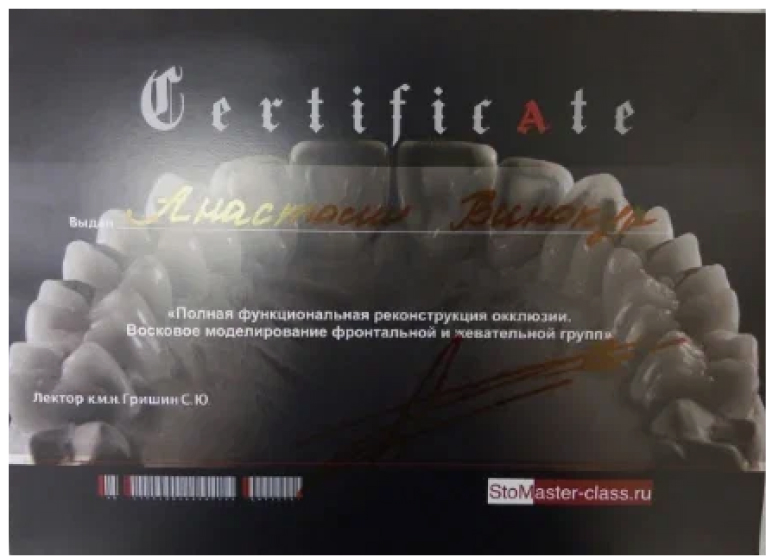 Certificate
Выдан Анастасии Винокур
«Полная функциональная реконструкция окклюзии.
Восковое моделирование фронтальной и жевательной групп»
Лектор к.м.н. Гришин С.Ю.
StoMaster-class.ru